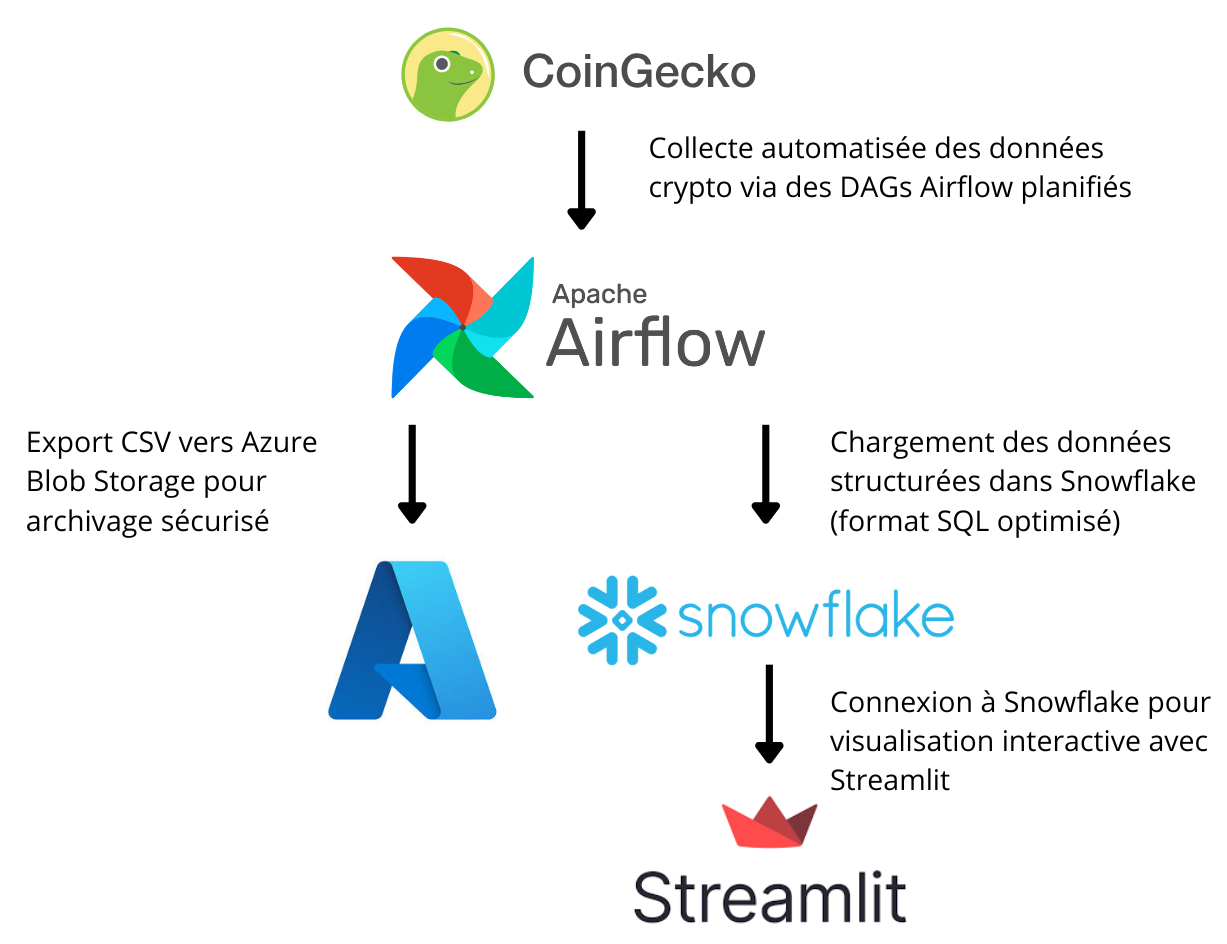 CoinGecko
Collecte automatisée des données
crypto via des DAGs Airflow planifiés
Apache
Airflow
Export CSV vers Azure
Blob Storage pour
archivage sécurisé
Chargement des données
structurées dans Snowflake
(format SQL optimisé)
snowflake
Connexion à Snowflake pour
visualisation interactive avec
Streamlit
Streamlit